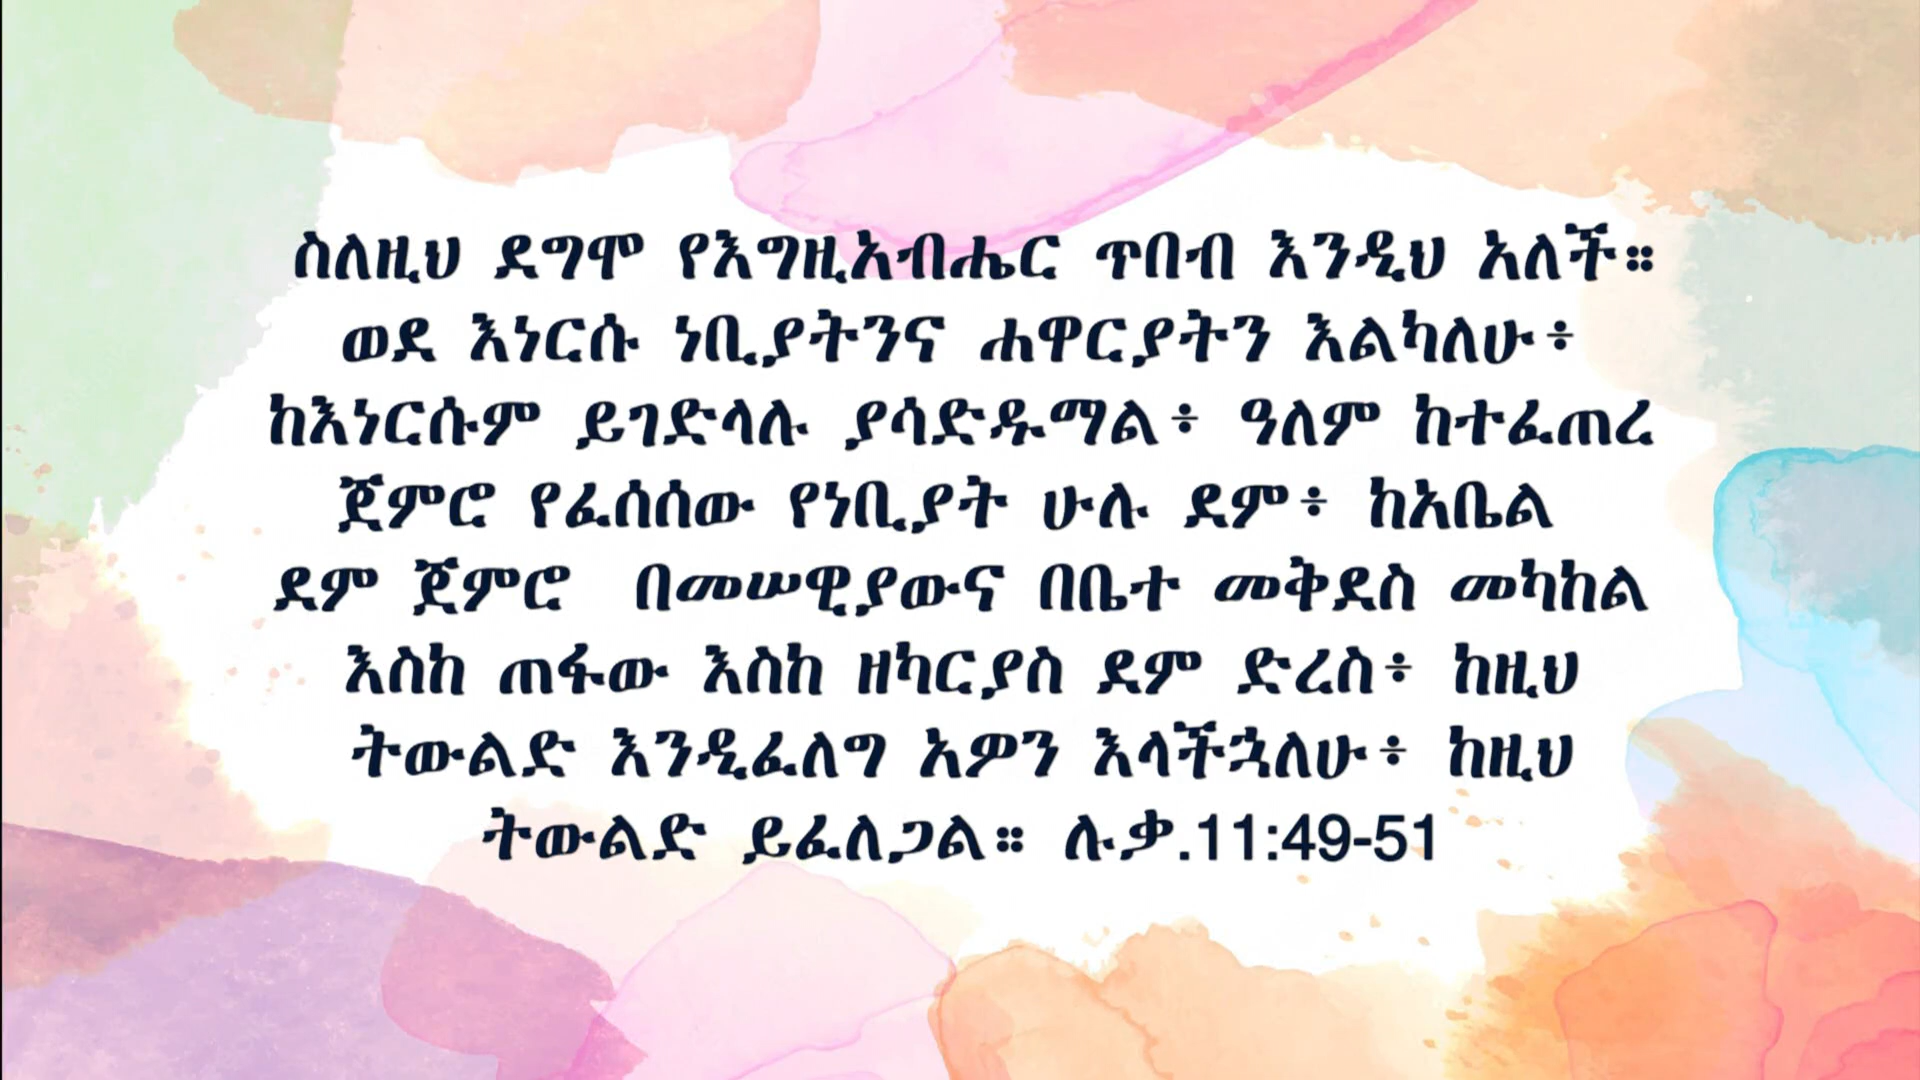 ስለዚህ ደግሞ የእግዚአብሔር ጥበብ እንዲህ አለች።
ወደ እነርሱ ነቢያትንና ሐዋርያትን እልካለሁ፥
ከእነርሱም ይገድላሉ ያሳድዱማል፥ ዓለም ከተፈጠረ
ጀምሮ የፈሰሰው የነቢያት ሁሉ ደም፥ ከአቤል
ደም ጀምሮ በመሠዊያውና በቤተ መቅደስ መካከል
እስከ ጠፋው እስከ ዘካርያስ ደም ድረስ፥ ከዚህ
ትውልድ እንዲፈለግ አዎን እላችኋለሁ፥ ከዚህ
ትውልድ ይፈለጋል። ሉቃ.11:49-51